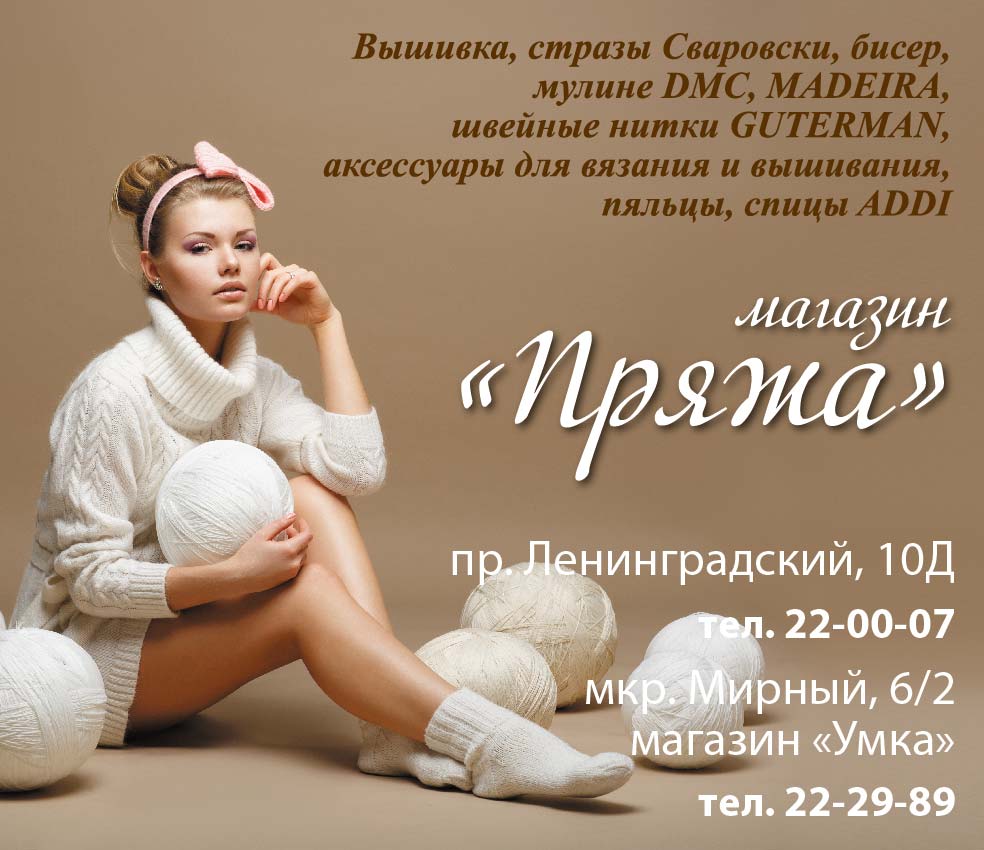 Вышивка, стразы Сваровски, бисер,
мулине DMC, MADEIRA,
швейные нитки GUTERMAN,
аксессуары для вязания и вышивания,
пяльцы, спицы ADDI
магазин
«Пряжа»
пр. Ленинградский, 10Д
тел. 22-00-07
мкр. Мирный, 6/2
магазин «Умка»
тел. 22-29-89